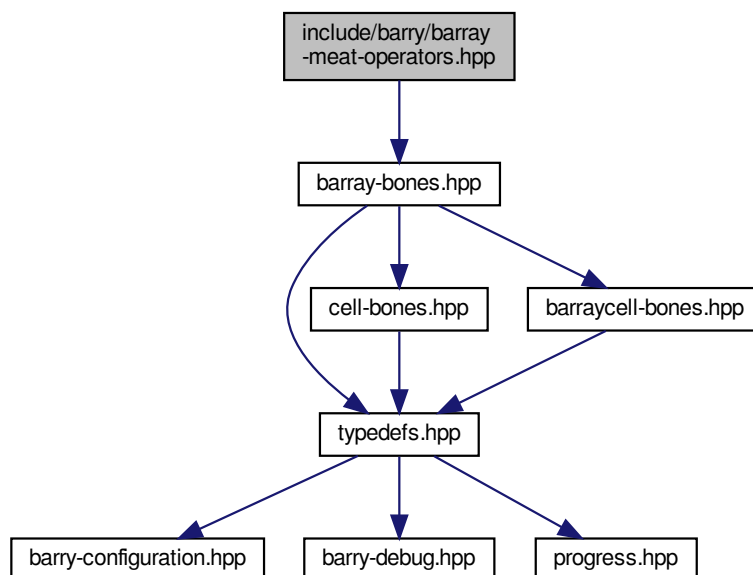 include/barry/barray
-meat-operators.hpp
barray-bones.hpp
cell-bones.hpp
barraycell-bones.hpp
typedefs.hpp
barry-configuration.hpp
barry-debug.hpp
progress.hpp